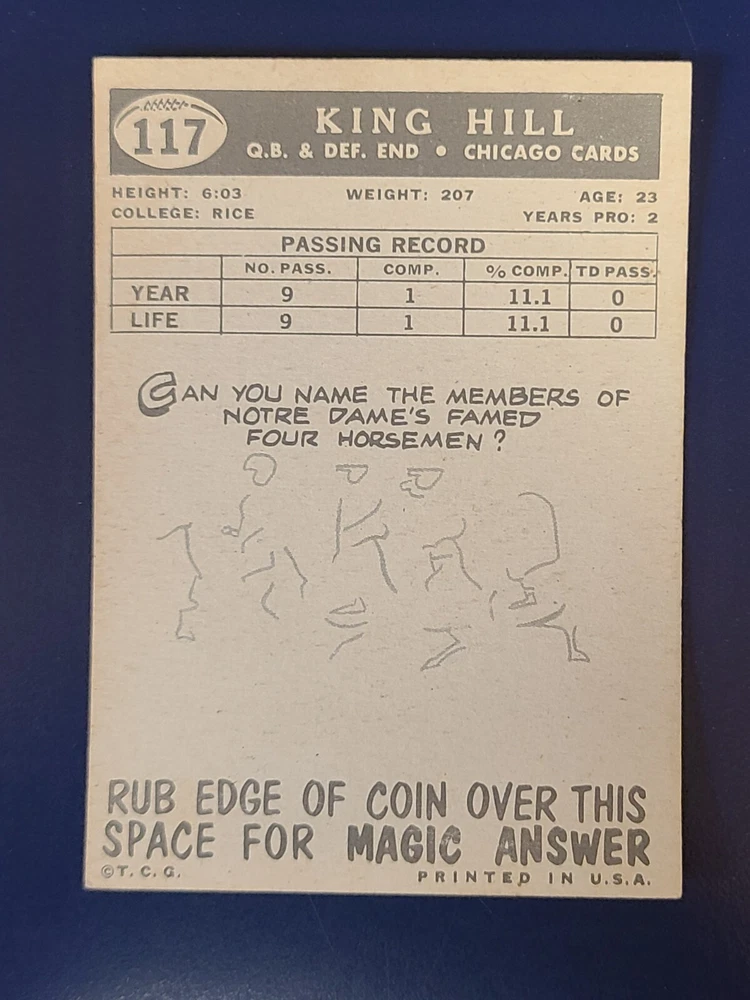 117
KING HILL
Q.B. & DEF. END • CHICAGO CARDS
HEIGHT: 6:03 WEIGHT: 207 AGE: 23
COLLEGE: RICE YEARS PRO: 2
PASSING RECORD
NO. PASS. COMP. % COMP. TD PASS.
YEAR 9 1 11.1 0
LIFE 9 1 11.1 0
CAN YOU NAME THE MEMBERS OF
NOTRE DAME'S FAMED
FOUR HORSEMEN?
RUB EDGE OF COIN OVER THIS
SPACE FOR MAGIC ANSWER
©T. C. G. PRINTED IN U.S.A.